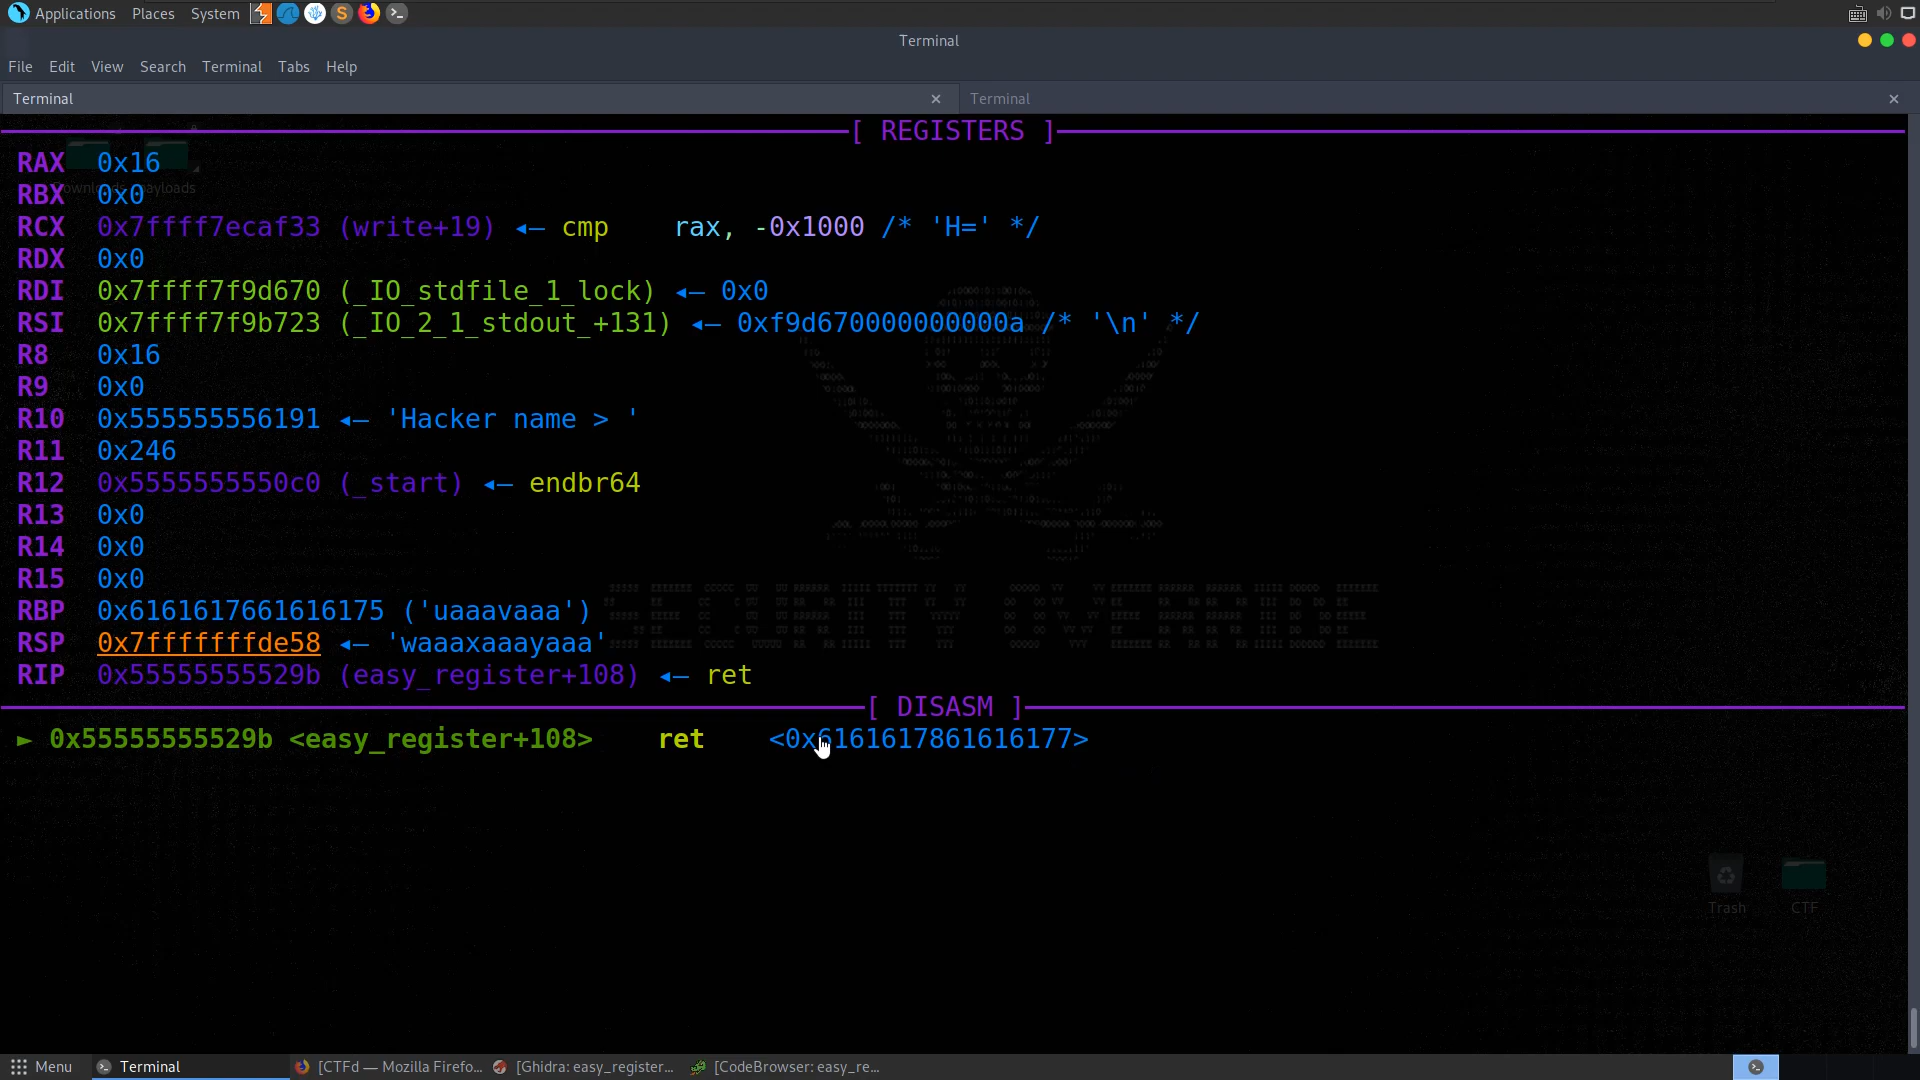 Applications Places System
Terminal
File Edit View Search Terminal Tabs Help
Terminal × Terminal ×
[ REGISTERS ]
RAX 0x16
RBX 0x0
RCX 0x7ffff7ecaf33 (write+19) ◂— cmp rax, -0x1000 /* 'H=' */
RDX 0x0
RDI 0x7ffff7f9d670 (_IO_stdfile_1_lock) ◂— 0x0
RSI 0x7ffff7f9b723 (_IO_2_1_stdout_+131) ◂— 0xf9d670000000000a /* '\n' */
R8 0x16
R9 0x0
R10 0x555555556191 ◂— 'Hacker name > '
R11 0x246
R12 0x5555555550c0 (_start) ◂— endbr64
R13 0x0
R14 0x0
R15 0x0
RBP 0x6161617661616175 ('uaaavaaa')
RSP 0x7fffffffde58 ◂— 'waaaxaaayaaa'
RIP 0x55555555529b (easy_register+108) ◂— ret
[ DISASM ]
► 0x55555555529b <easy_register+108> ret <0x6161617861616177>
Trash CTF
Menu Terminal [CTFd — Mozilla Firefo... [Ghidra: easy_register... [CodeBrowser: easy_re...